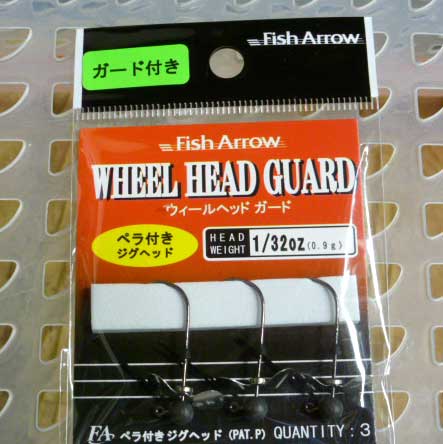 Fish Arrow
ガード付き
Fish Arrow
WHEEL HEAD GUARD
ウィールヘッド ガード
ペラ付き
ジグヘッド
HEAD
WEIGHT
1/32oz (0.9g)
FA ペラ付きジグヘッド (PAT.P) QUANTITY:3